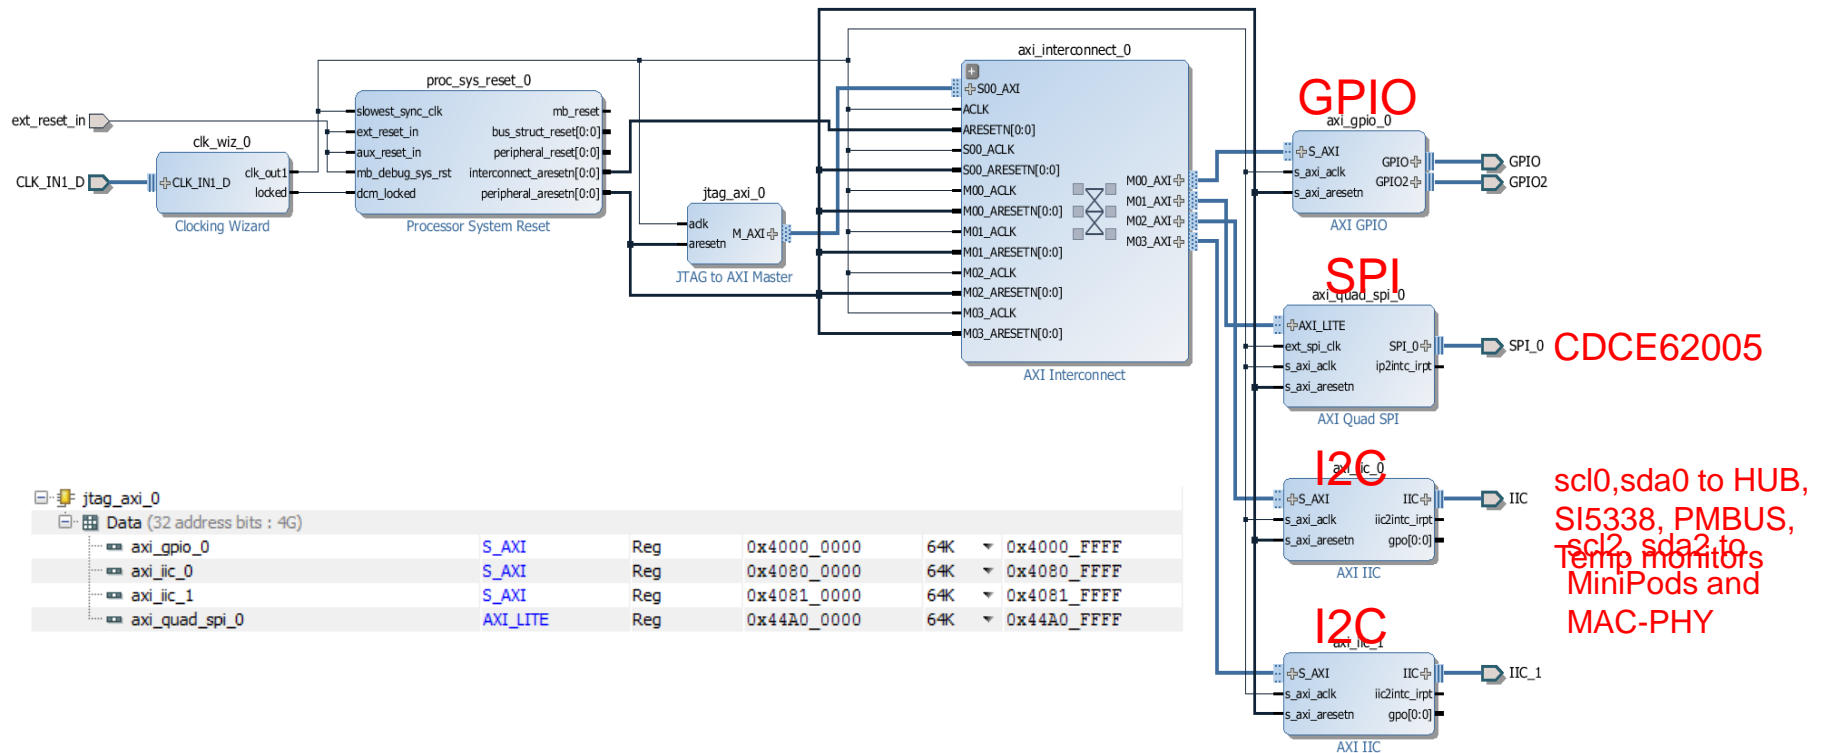 ext_reset_in
CLK_IN1_D
clk_wiz_0
CLK_IN1_D
clk_out1
locked
Clocking Wizard
proc_sys_reset_0
slowest_sync_clk
ext_reset_in
aux_reset_in
mb_debug_sys_rst
dcm_locked
mb_reset
bus_struct_reset[0:0]
peripheral_reset[0:0]
interconnect_aresetn[0:0]
peripheral_aresetn[0:0]
Processor System Reset
jtag_axi_0
aclk
aresetn
M_AXI
JTAG to AXI Master
axi_interconnect_0
S00_AXI
ACLK
ARESETN[0:0]
S00_ACLK
S00_ARESETN[0:0]
M00_ACLK
M00_ARESETN[0:0]
M01_ACLK
M01_ARESETN[0:0]
M02_ACLK
M02_ARESETN[0:0]
M03_ACLK
M03_ARESETN[0:0]
M00_AXI
M01_AXI
M02_AXI
M03_AXI
AXI Interconnect
GPIO
axi_gpio_0
S_AXI
s_axi_aclk
s_axi_aresetn
GPIO
GPIO2
AXI GPIO
GPIO
GPIO2
SPI
axi_quad_spi_0
AXI_LITE
ext_spi_clk
s_axi_aclk
s_axi_aresetn
SPI_0
ip2intc_irpt
AXI Quad SPI
SPI_0
CDCE62005
I2C
axi_iic_0
S_AXI
s_axi_aclk
s_axi_aresetn
IIC
iic2intc_irpt
gpo[0:0]
AXI IIC
IIC
scl0,sda0 to HUB,
SI5338, PMBUS,
Temp monitors
scl2, sda2 to
MiniPods and
MAC-PHY
I2C
axi_iic_1
S_AXI
s_axi_aclk
s_axi_aresetn
IIC
iic2intc_irpt
gpo[0:0]
AXI IIC
IIC_1
jtag_axi_0
Data (32 address bits : 4G)
axi_gpio_0 S_AXI Reg 0x4000_0000 64K 0x4000_FFFF
axi_iic_0 S_AXI Reg 0x4080_0000 64K 0x4080_FFFF
axi_iic_1 S_AXI Reg 0x4081_0000 64K 0x4081_FFFF
axi_quad_spi_0 AXI_LITE Reg 0x44A0_0000 64K 0x44A0_FFFF